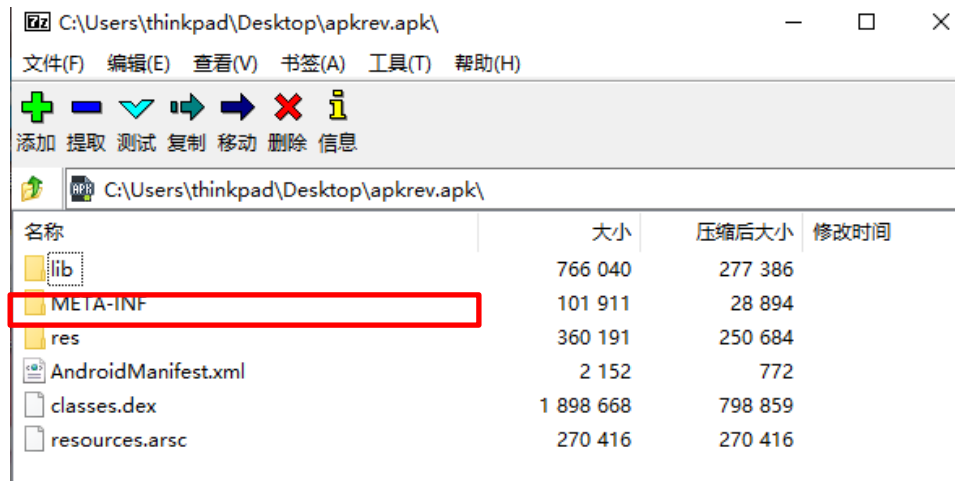 C:\Users\thinkpad\Desktop\apkrev.apk\
文件(F) 编辑(E) 查看(V) 书签(A) 工具(T) 帮助(H)
添加 提取 测试 复制 移动 删除 信息
C:\Users\thinkpad\Desktop\apkrev.apk\
名称 大小 压缩后大小 修改时间
lib 766 040 277 386
META-INF 101 911 28 894
res 360 191 250 684
AndroidManifest.xml 2 152 772
classes.dex 1 898 668 798 859
resources.arsc 270 416 270 416